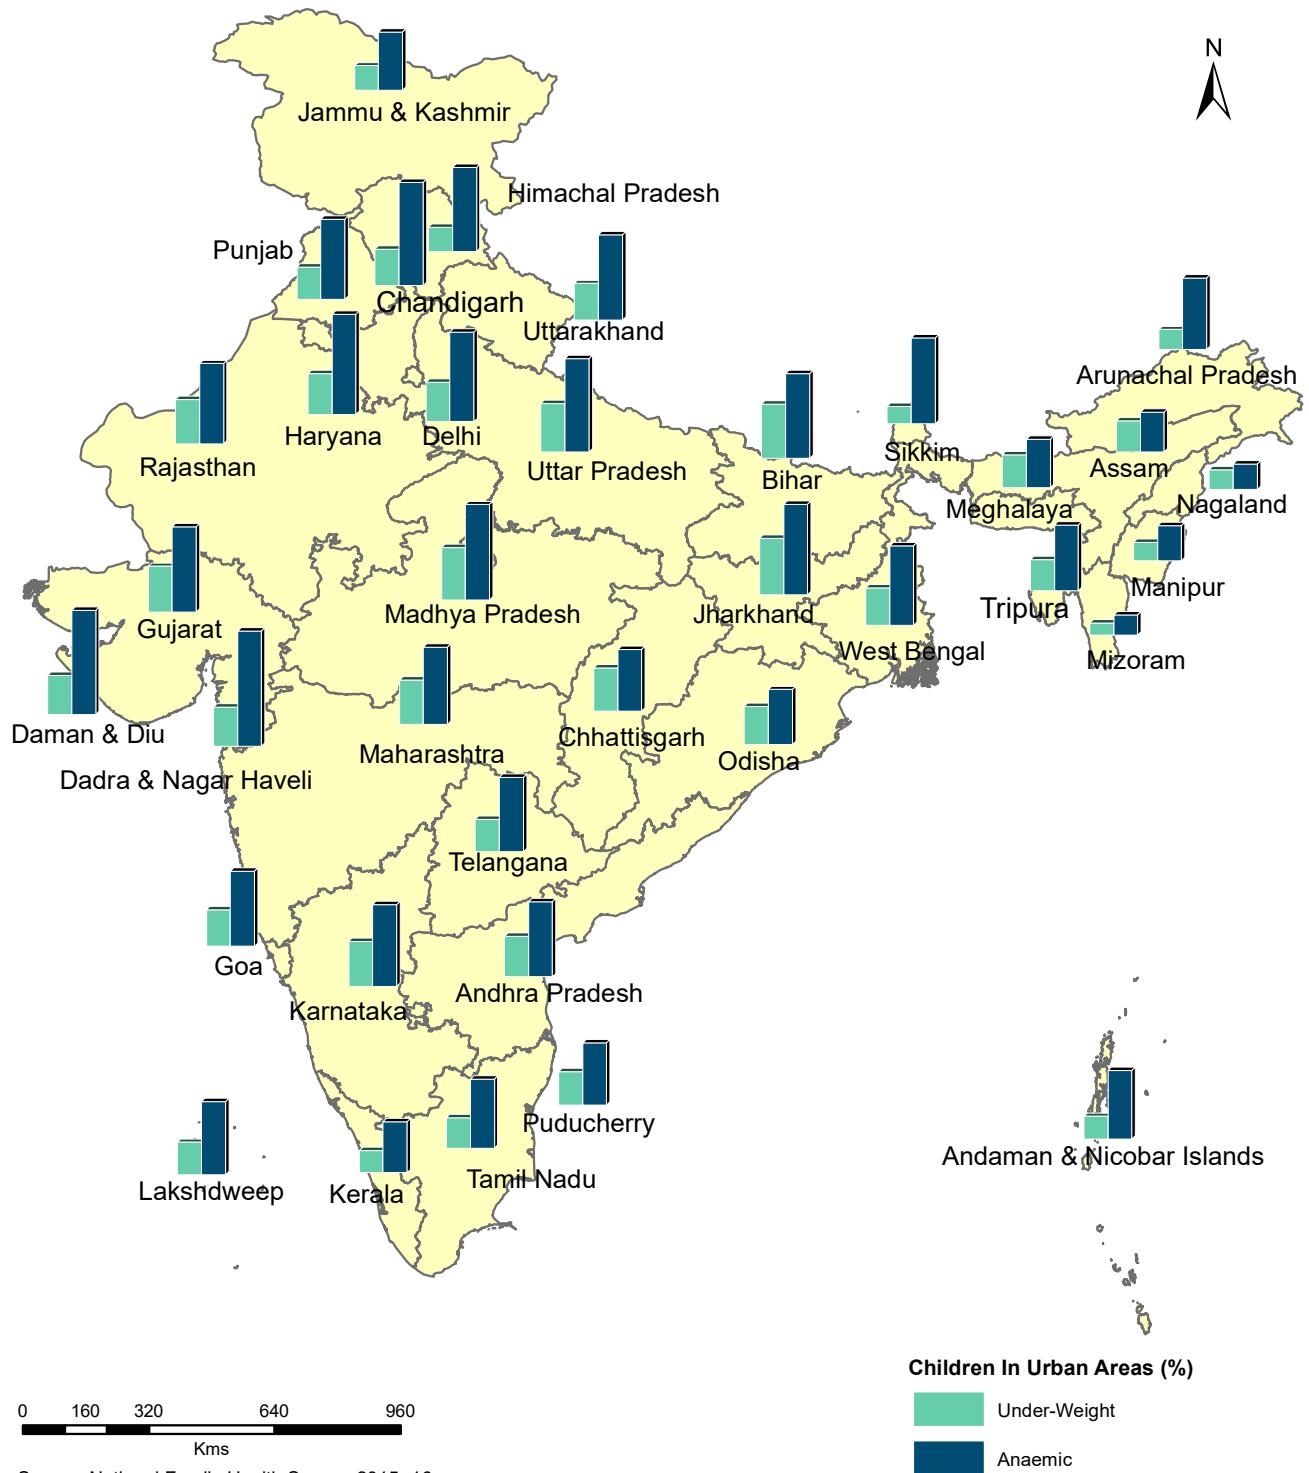 N
Jammu & Kashmir
Himachal Pradesh
Punjab
Chandigarh
Uttarakhand
Arunachal Pradesh
Haryana
Delhi
Sikkim
Rajasthan
Uttar Pradesh
Bihar
Assam
Meghalaya
Nagaland
Gujarat
Madhya Pradesh
Jharkhand
Tripura
Manipur
West Bengal
Mizoram
Daman & Diu
Chhattisgarh
Maharashtra
Odisha
Dadra & Nagar Haveli
Telangana
Goa
Andhra Pradesh
Karnataka
Puducherry
Andaman & Nicobar Islands
Tamil Nadu
Lakshdweep
Kerala
Children In Urban Areas (%)
Under-Weight
Anaemic
0 160 320 640 960
Kms